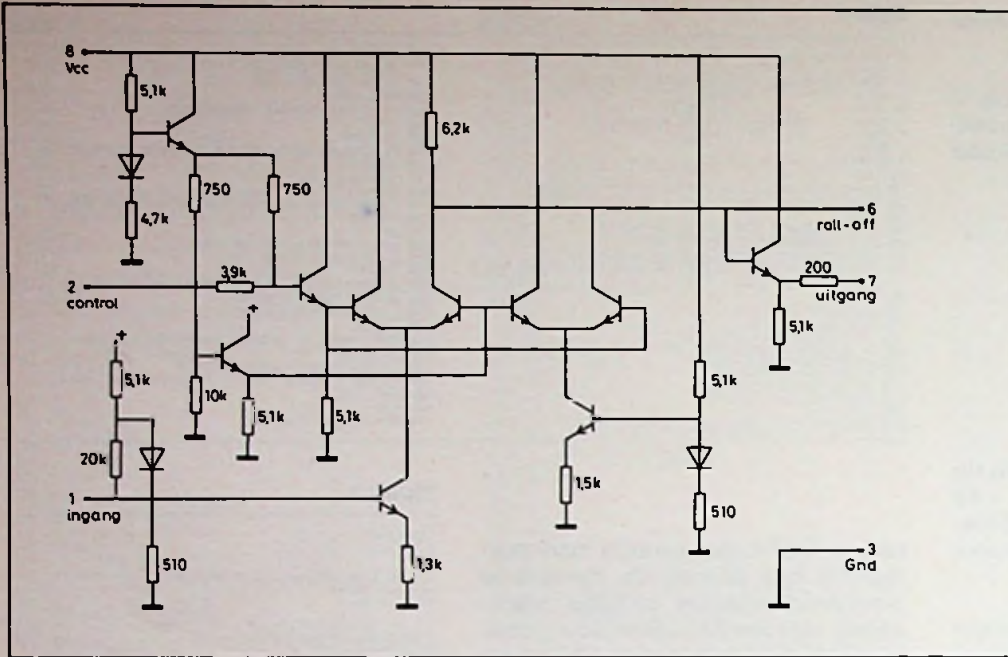 8
Vcc
5,1k
6,2k
750
750
4,7k
6
roll-off
2
control
3,9k
200
7
uitgang
+
+
5,1k
5,1k
10k
5,1k
5,1k
5,1k
20k
1
ingang
1,5k
510
510
1,3k
3
Gnd